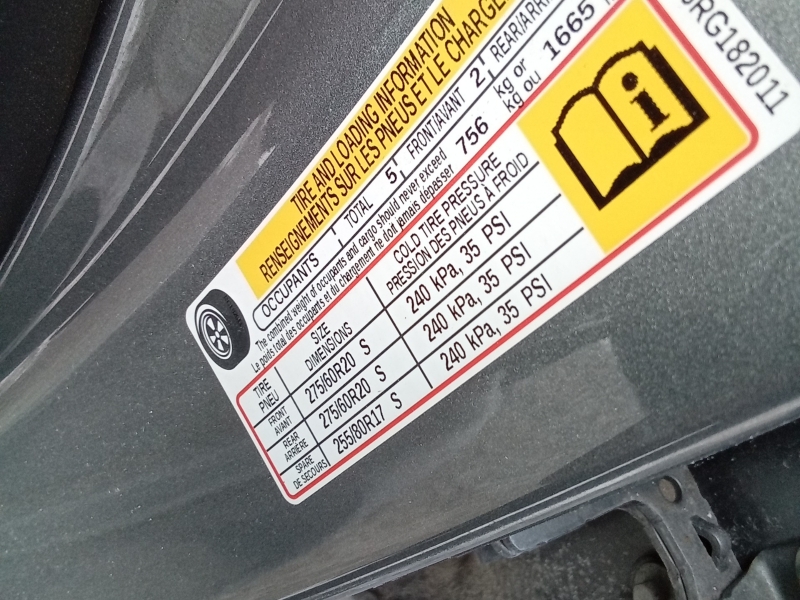 TIRE AND LOADING INFORMATION
RENSEIGNEMENTS SUR LES PNEUS ET LE CHARGE
OCCUPANTS TOTAL 5 FRONT/AVANT 2 REAR/ARRI
The combined weight of occupants and cargo should never exceed 756 kg or 1665
Le poids total des occupants et du chargement ne doit jamais dépasser kg ou
TIRE SIZE COLD TIRE PRESSURE
PNEU DIMENSIONS PRESSION DES PNEUS À FROID
FRONT
AVANT 275/60R20 S 240 kPa, 35 PSI
REAR
ARRIÈRE 275/60R20 S 240 kPa, 35 PSI
SPARE
DE SECOURS 255/80R17 S 240 kPa, 35 PSI
i
RG182011